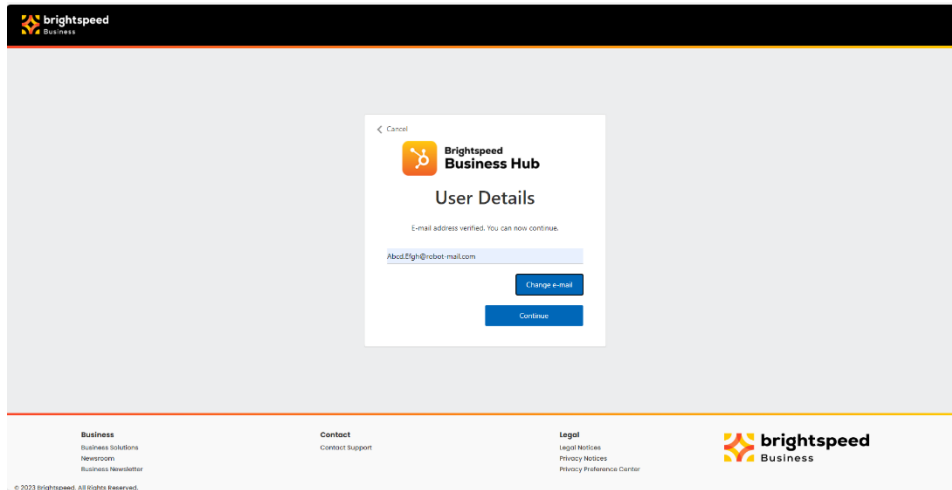 brightspeed
Business
Cancel
Brightspeed
Business Hub
User Details
E-mail address verified. You can now continue.
Abcd.Efgh@robot-mail.com
Change e-mail
Continue
Business
Business Solutions
Newsroom
Business Newsletter
Contact
Contact Support
Legal
Legal Notices
Privacy Notices
Privacy Preference Center
brightspeed
Business
© 2023 Brightspeed. All Rights Reserved.